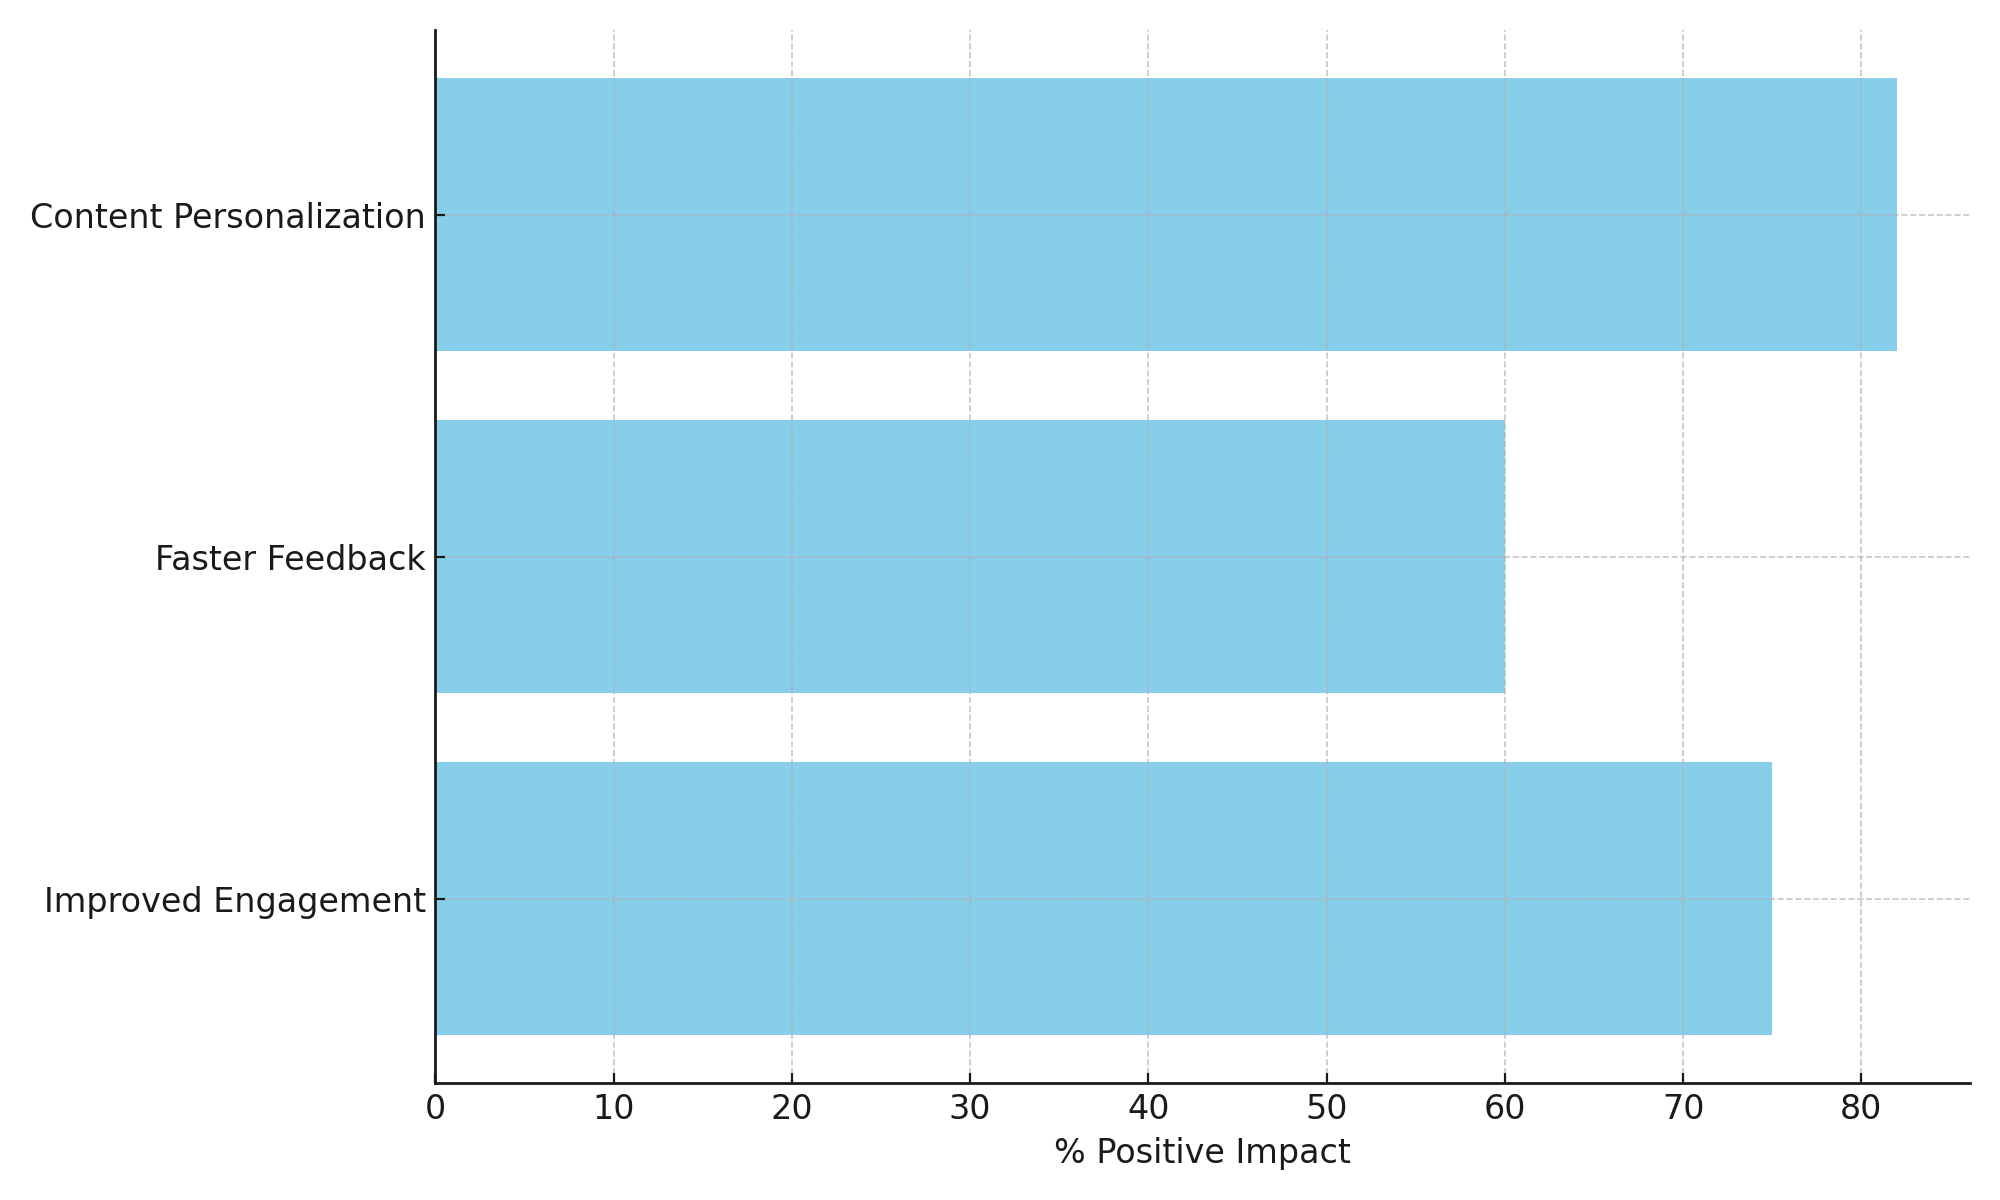 Content Personalization
Faster Feedback
Improved Engagement
0 10 20 30 40 50 60 70 80
% Positive Impact